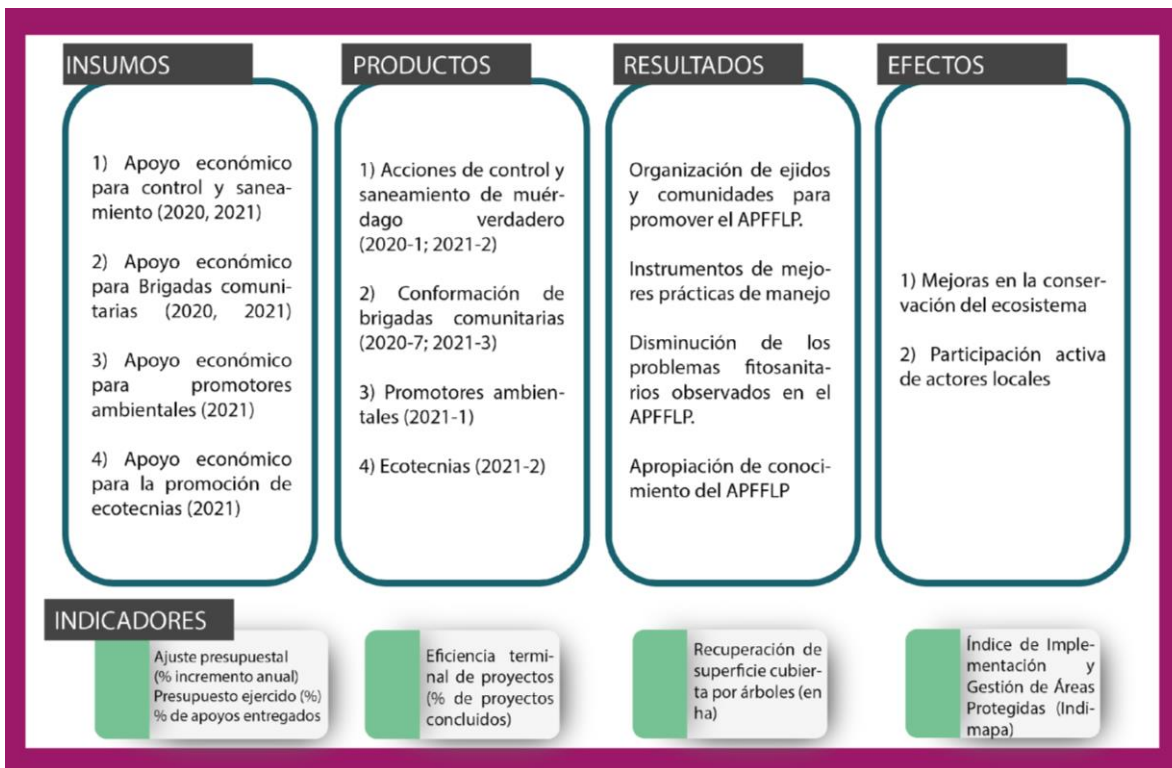 INSUMOS
1) Apoyo económico
para control y sanea-
miento (2020, 2021)
2) Apoyo económico
para Brigadas comuni-
tarias (2020, 2021)
3) Apoyo económico
para promotores
ambientales (2021)
4) Apoyo económico
para la promoción de
ecotecnias (2021)
PRODUCTOS
1) Acciones de control y
saneamiento de muér-
dago verdadero
(2020-1; 2021-2)
2) Conformación de
brigadas comunitarias
(2020-7; 2021-3)
3) Promotores ambien-
tales (2021-1)
4) Ecotecnias (2021-2)
RESULTADOS
Organización de ejidos
y comunidades para
promover el APFFLP.
Instrumentos de mejo-
res prácticas de manejo
Disminución de los
problemas fitosanita-
rios observados en el
APFFLP.
Apropiación de conoci-
miento del APFFLP
EFECTOS
1) Mejoras en la conser-
vación del ecosistema
2) Participación activa
de actores locales
INDICADORES
Ajuste presupuestal
(% incremento anual)
Presupuesto ejercido (%)
% de apoyos entregados
Eficiencia termi-
nal de proyectos
(% de proyectos
concluidos)
Recuperación de
superficie cubier-
ta por árboles (en
ha)
Índice de Imple-
mentación y
Gestión de Áreas
Protegidas (Indi-
mapa)